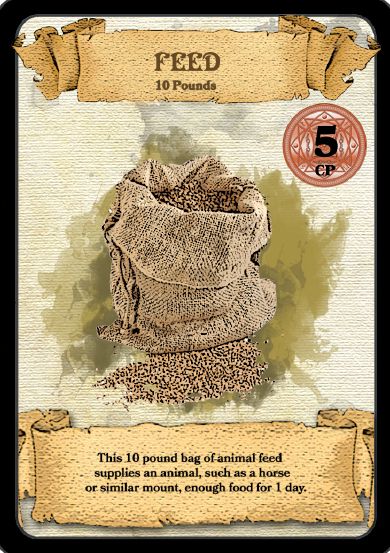 FEED
10 Pounds
5
CP
This 10 pound bag of animal feed
supplies an animal, such as a horse
or similar mount, enough food for 1 day.